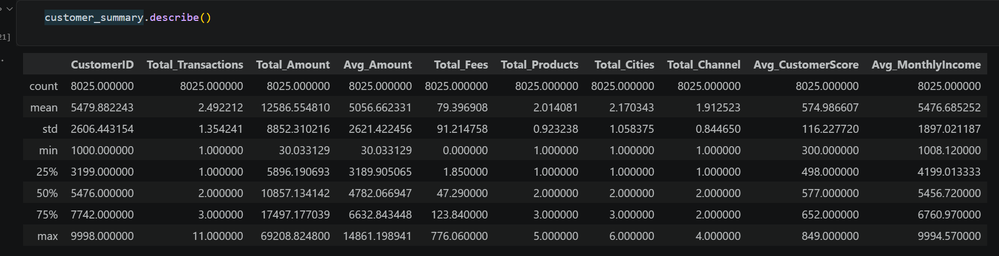 customer_summary.describe()
21]
CustomerID Total_Transactions Total_Amount Avg_Amount Total_Fees Total_Products Total_Cities Total_Channel Avg_CustomerScore Avg_MonthlyIncome
count 8025.000000 8025.000000 8025.000000 8025.000000 8025.000000 8025.000000 8025.000000 8025.000000 8025.000000 8025.000000
mean 5479.882243 2.492212 12586.554810 5056.662331 79.396908 2.014081 2.170343 1.912523 574.986607 5476.685252
std 2606.443154 1.354241 8852.310216 2621.422456 91.214758 0.923238 1.058375 0.844650 116.227720 1897.021187
min 1000.000000 1.000000 30.033129 30.033129 0.000000 1.000000 1.000000 1.000000 300.000000 1008.120000
25% 3199.000000 1.000000 5896.190693 3189.905065 1.850000 1.000000 1.000000 1.000000 498.000000 4199.013333
50% 5476.000000 2.000000 10857.134142 4782.066947 47.290000 2.000000 2.000000 2.000000 577.000000 5456.720000
75% 7742.000000 3.000000 17497.177039 6632.843448 123.840000 3.000000 3.000000 2.000000 652.000000 6760.970000
max 9998.000000 11.000000 69208.824800 14861.198941 776.060000 5.000000 6.000000 4.000000 849.000000 9994.570000